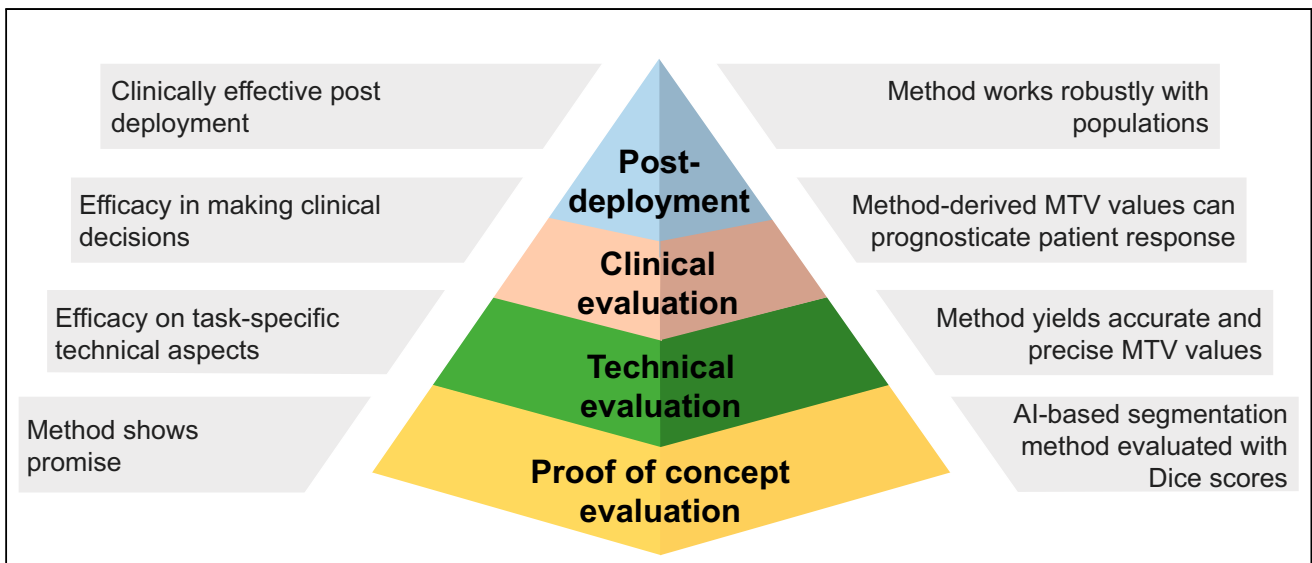 Clinically effective post
deployment
Method works robustly with
populations
Post-
deployment
Efficacy in making clinical
decisions
Method-derived MTV values can
prognosticate patient response
Clinical
evaluation
Efficacy on task-specific
technical aspects
Method yields accurate and
precise MTV values
Technical
evaluation
Method shows
promise
AI-based segmentation
method evaluated with
Dice scores
Proof of concept
evaluation